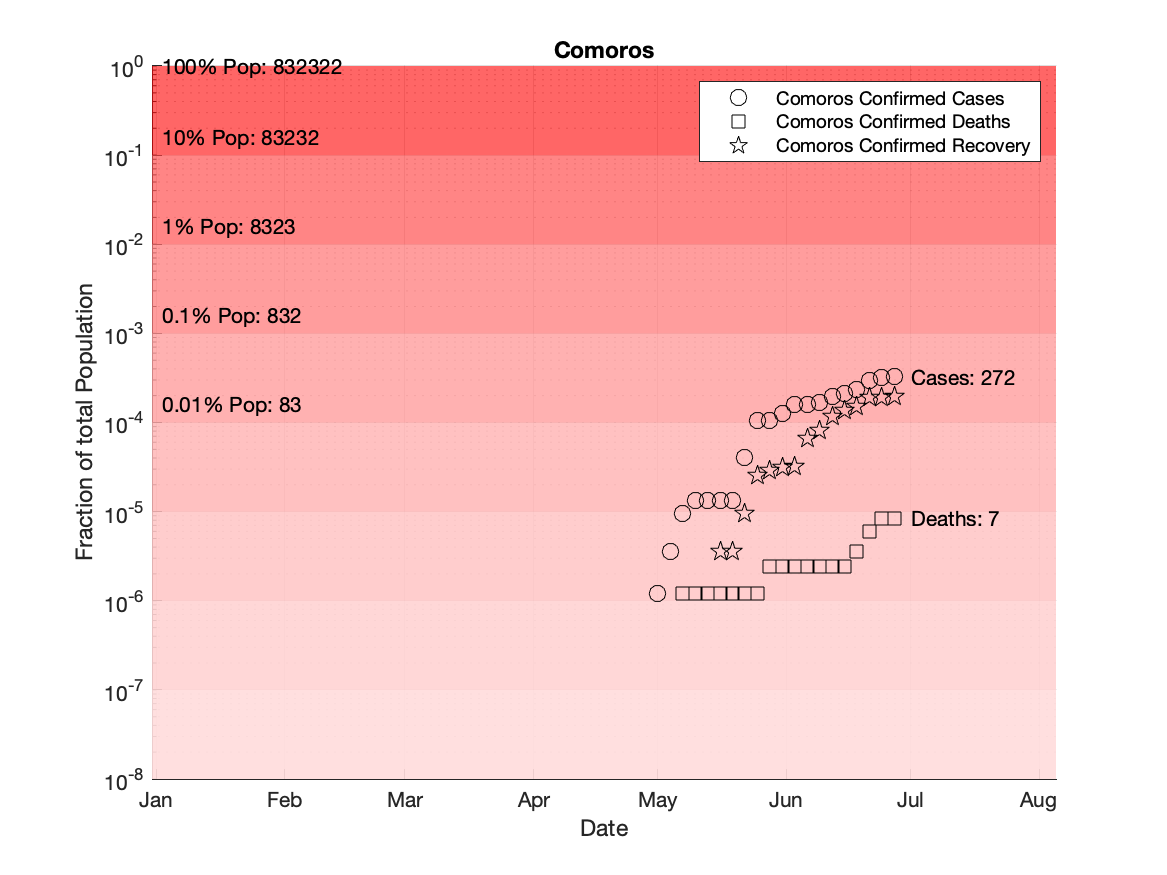 Comoros
10^0
100% Pop: 832322
Comoros Confirmed Cases
Comoros Confirmed Deaths
Comoros Confirmed Recovery
10% Pop: 83232
10^-1
1% Pop: 8323
10^-2
0.1% Pop: 832
10^-3
Cases: 272
0.01% Pop: 83
10^-4
10^-5
Deaths: 7
10^-6
10^-7
10^-8
Fraction of total Population
Jan Feb Mar Apr May Jun Jul Aug
Date